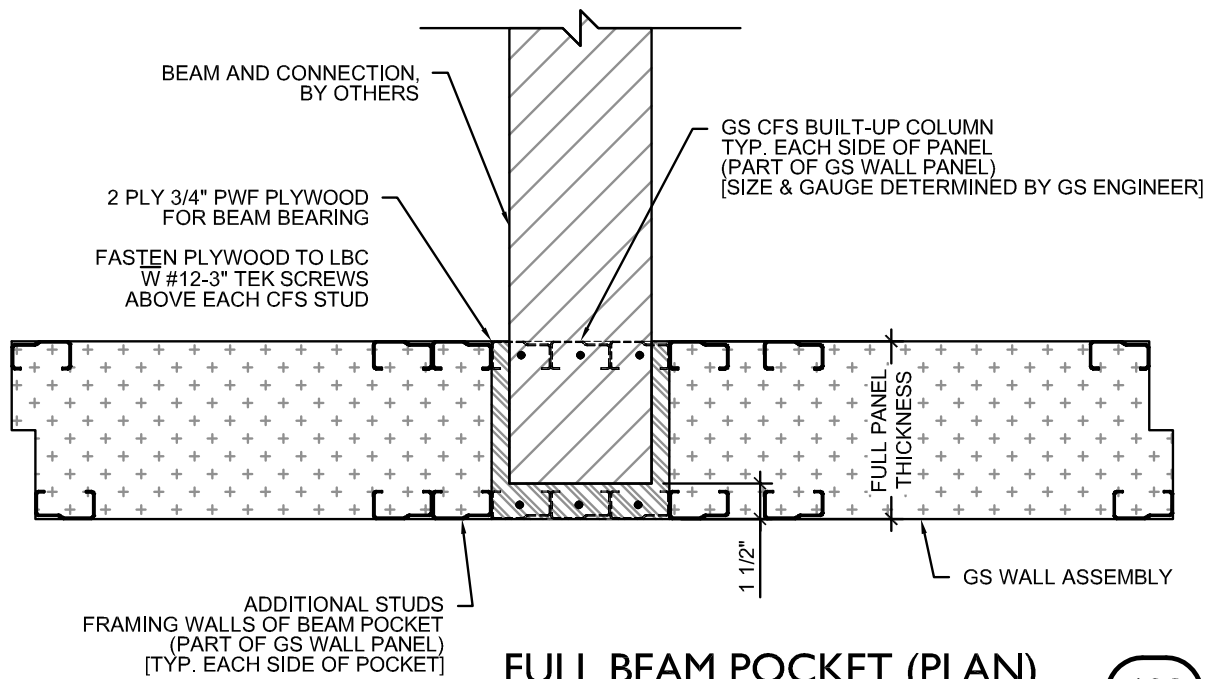 BEAM AND CONNECTION,
BY OTHERS
GS CFS BUILT-UP COLUMN
TYP. EACH SIDE OF PANEL
(PART OF GS WALL PANEL)
[SIZE & GAUGE DETERMINED BY GS ENGINEER]
2 PLY 3/4" PWF PLYWOOD
FOR BEAM BEARING
FASTEN PLYWOOD TO LBC
W̅ #12-3" TEK SCREWS
ABOVE EACH CFS STUD
FULL PANEL
THICKNESS
1 1/2"
GS WALL ASSEMBLY
ADDITIONAL STUDS
FRAMING WALLS OF BEAM POCKET
(PART OF GS WALL PANEL)
[TYP. EACH SIDE OF POCKET]
FULL BEAM POCKET (PLAN)